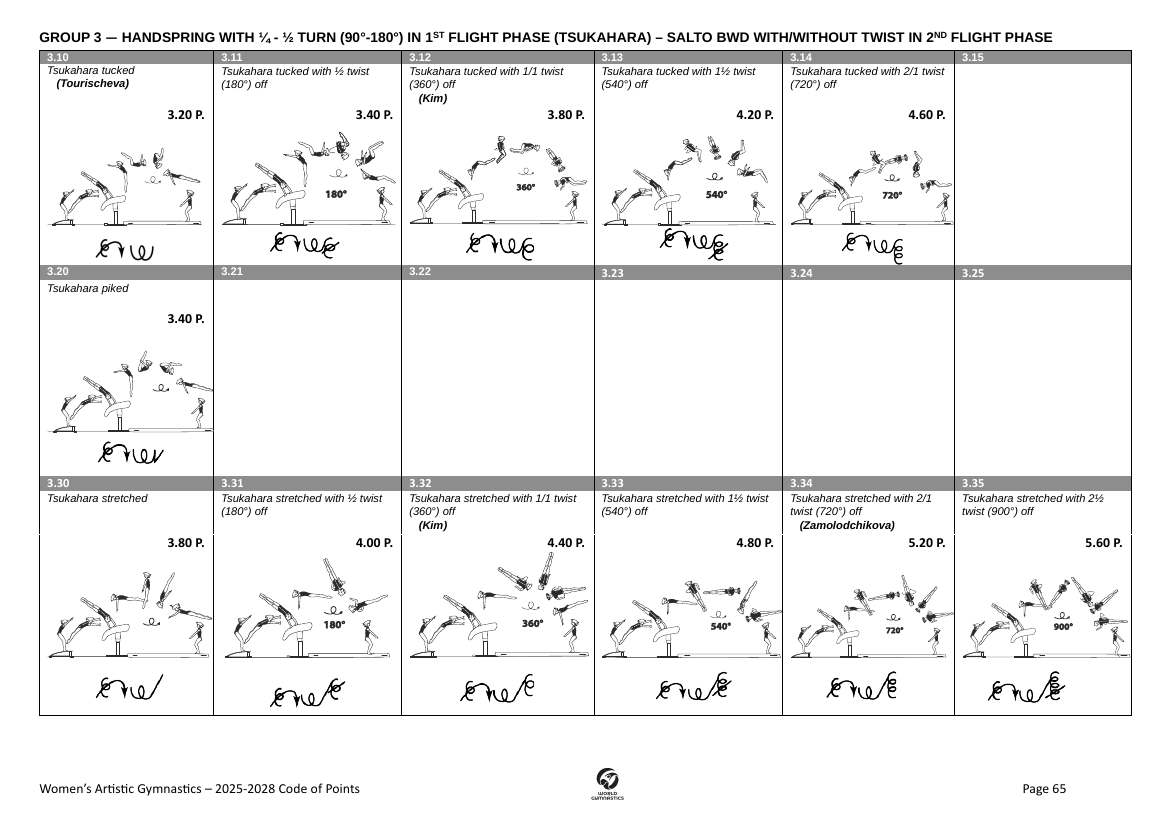 GROUP 3 — HANDSPRING WITH ¼ - ½ TURN (90°-180°) IN 1ST FLIGHT PHASE (TSUKAHARA) – SALTO BWD WITH/WITHOUT TWIST IN 2ND FLIGHT PHASE
3.10
Tsukahara tucked
(Tourischeva)
3.20 P.
3.11
Tsukahara tucked with ½ twist
(180°) off
3.40 P.
180°
3.12
Tsukahara tucked with 1/1 twist
(360°) off
(Kim)
3.80 P.
360°
3.13
Tsukahara tucked with 1½ twist
(540°) off
4.20 P.
540°
3.14
Tsukahara tucked with 2/1 twist
(720°) off
4.60 P.
720°
3.15
3.20
Tsukahara piked
3.40 P.
3.21
3.22
3.23
3.24
3.25
3.30
Tsukahara stretched
3.80 P.
3.31
Tsukahara stretched with ½ twist
(180°) off
4.00 P.
180°
3.32
Tsukahara stretched with 1/1 twist
(360°) off
(Kim)
4.40 P.
360°
3.33
Tsukahara stretched with 1½ twist
(540°) off
4.80 P.
540°
3.34
Tsukahara stretched with 2/1
twist (720°) off
(Zamolodchikova)
5.20 P.
720°
3.35
Tsukahara stretched with 2½
twist (900°) off
5.60 P.
900°
Women's Artistic Gymnastics – 2025-2028 Code of Points
WORLD
GYMNASTICS
Page 65